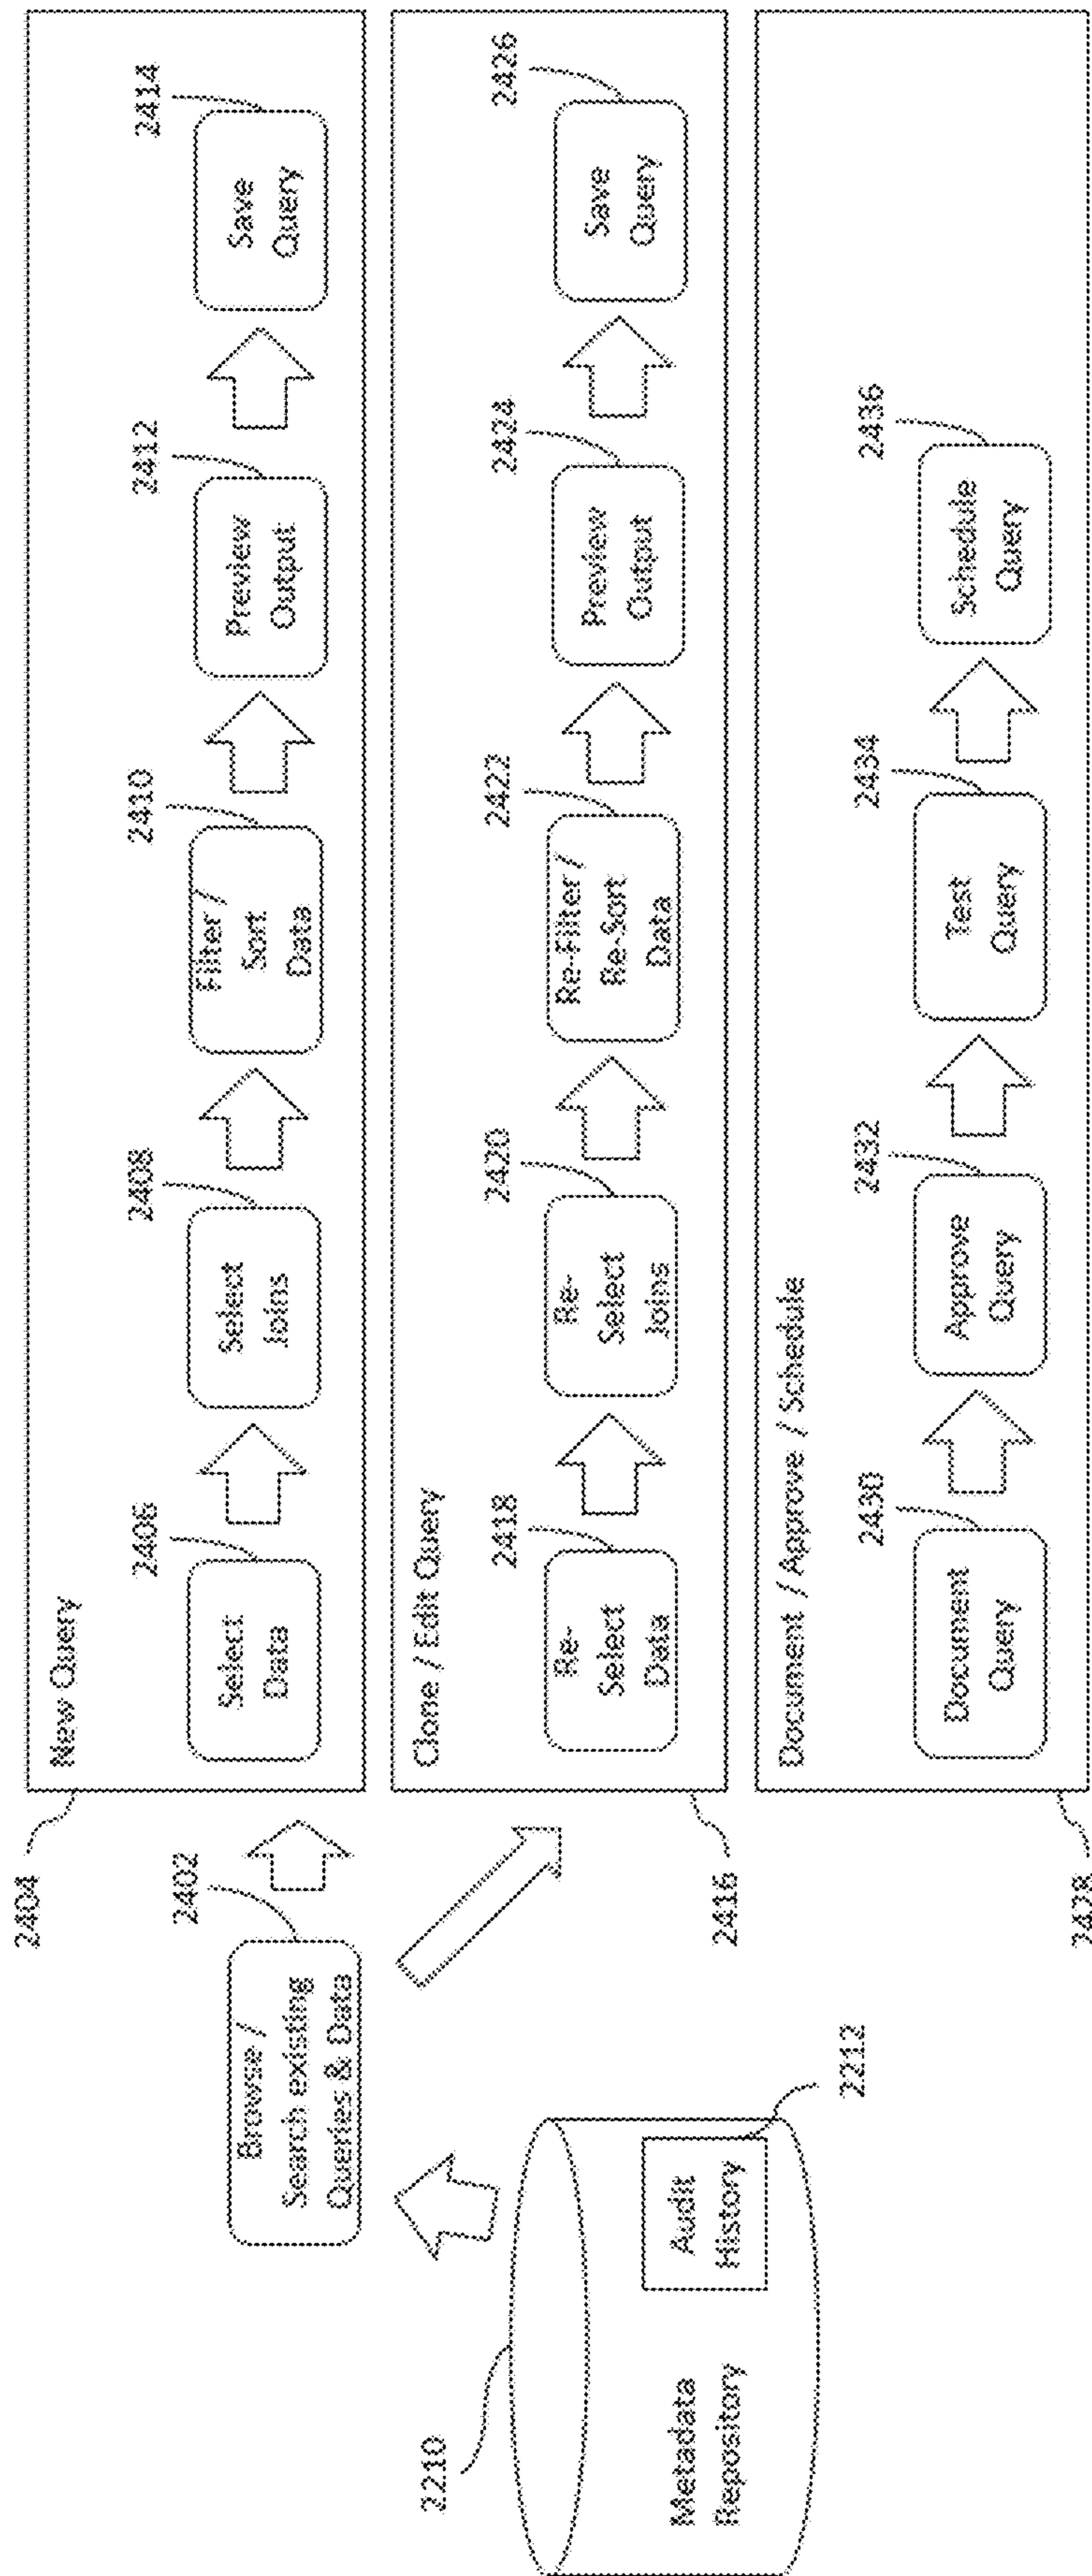 2210
Metadata
Repository
Audit
History
2212
2402
Browse /
Search existing
Queries & Data
2404
New Query
2406
Select
Data
2408
Select
Joins
2410
Filter /
Sort
Data
2412
Preview
Output
2414
Save
Query
2416
Clone / Edit Query
2418
Re-
Select
Data
2420
Re-
Select
Joins
2422
Re-Filter /
Re-Sort
Data
2424
Preview
Output
2426
Save
Query
2428
Document / Approve / Schedule
2430
Document
Query
2432
Approve
Query
2434
Test
Query
2436
Schedule
Query